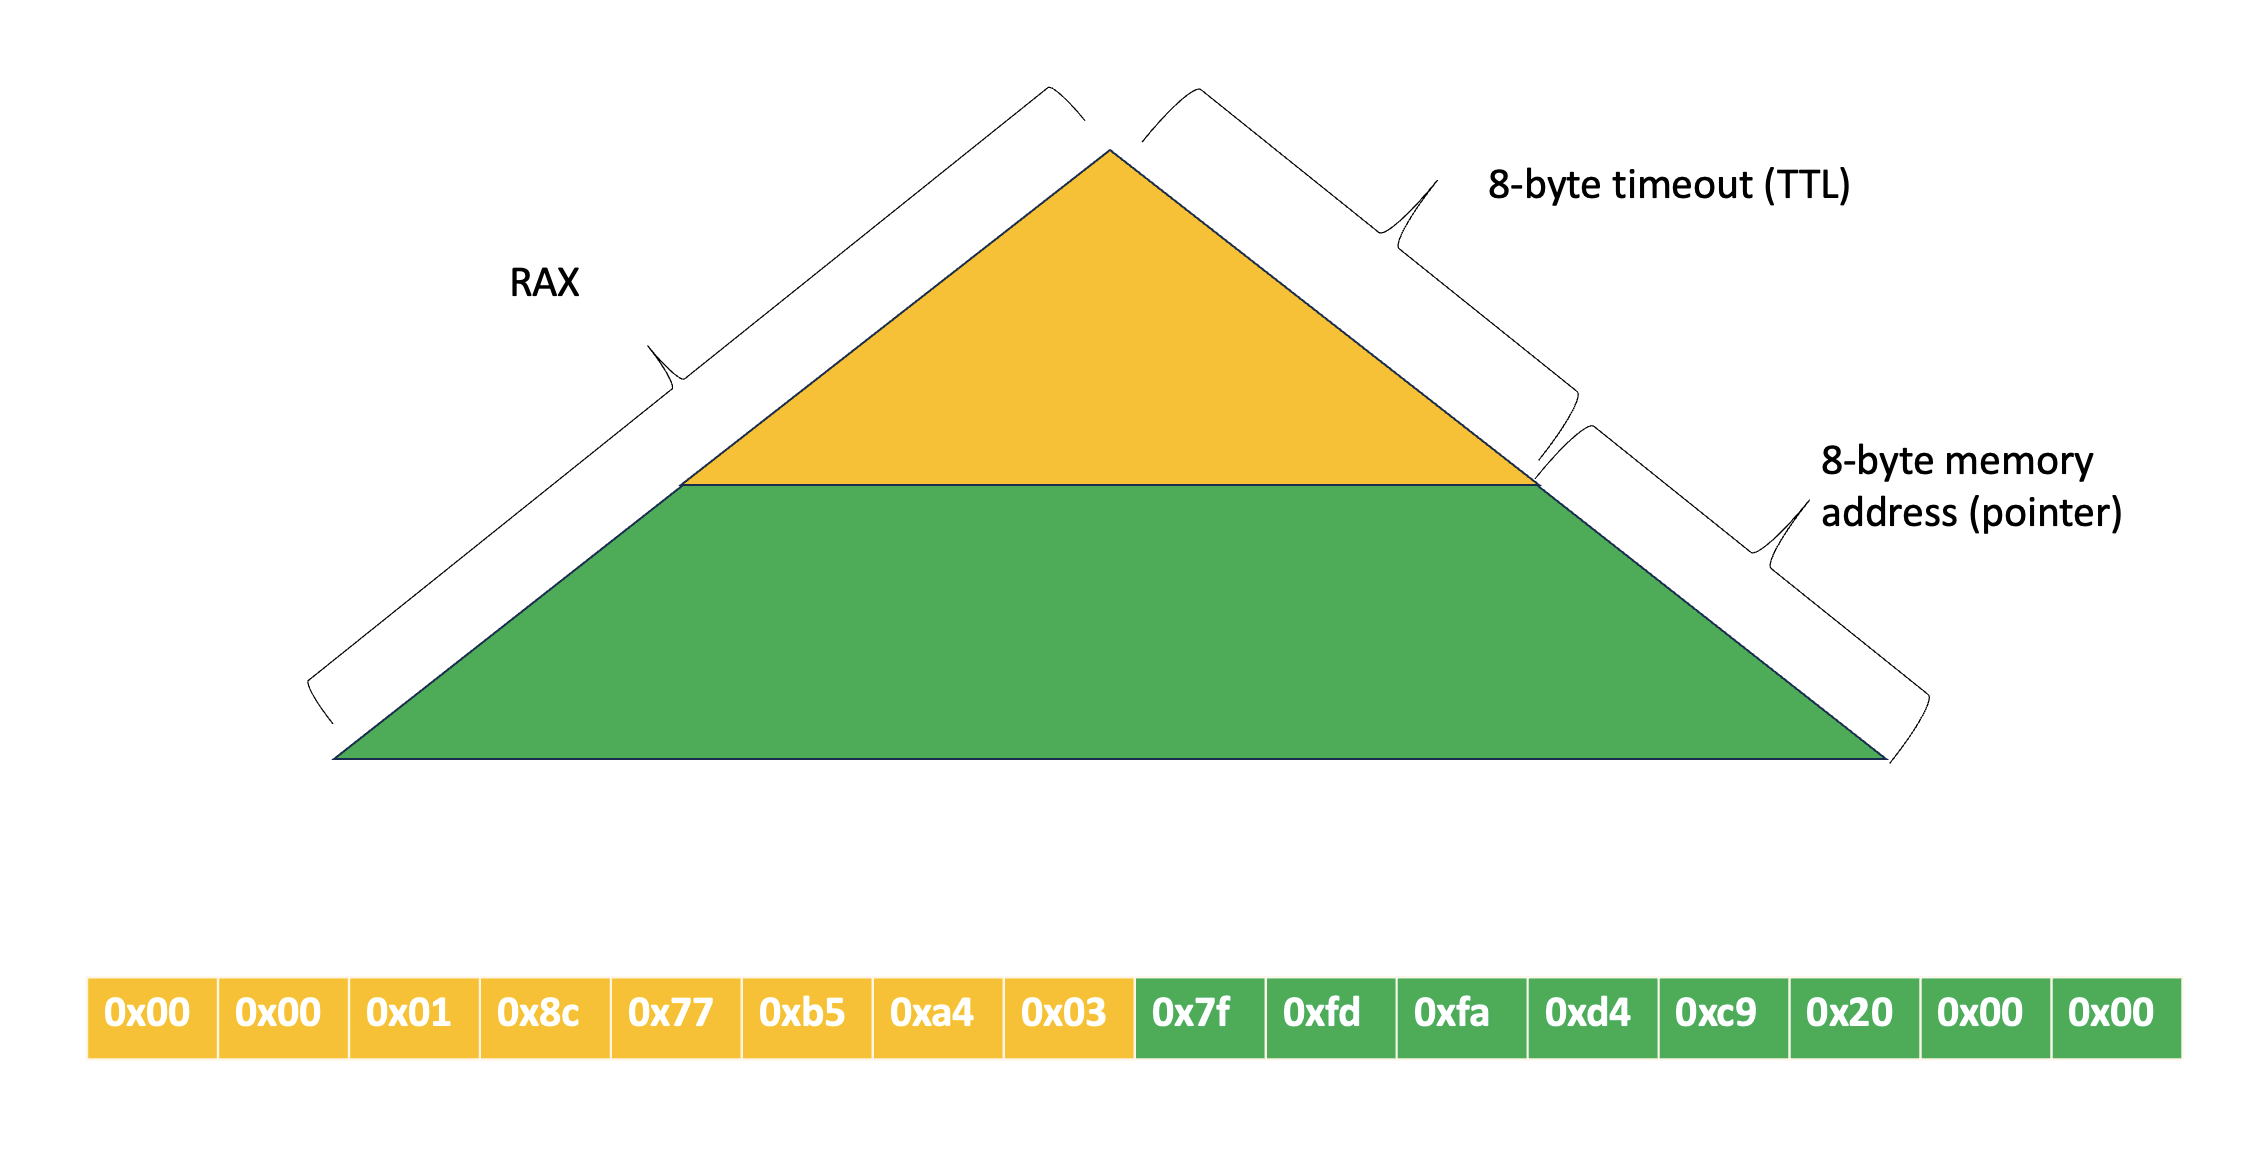 8-byte timeout (TTL)
RAX
8-byte memory
address (pointer)
0x00 0x00 0x01 0x8c 0x77 0xb5 0xa4 0x03 0x7f 0xfd 0xfa 0xd4 0xc9 0x20 0x00 0x00